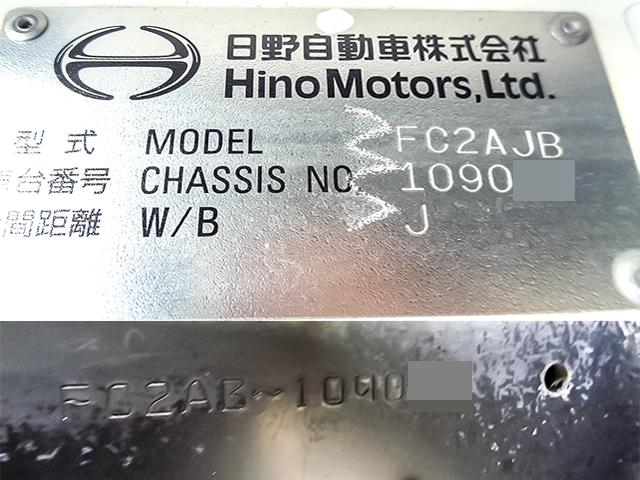 日野自動車株式会社
Hino Motors, Ltd.
型式 MODEL FC2AJB
台番号 CHASSIS NO. 1090
間距離 W/B J
FC2AB-1090